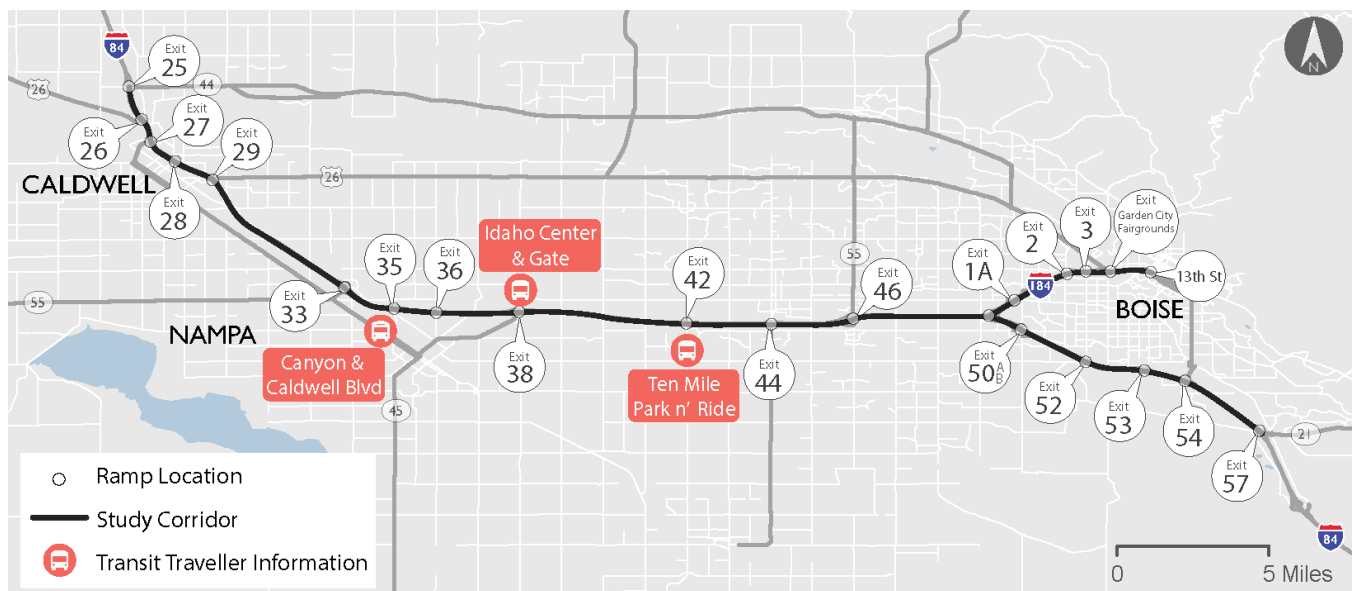 84
Exit
25
44
26
Exit
27
Exit
26
Exit
29
CALDWELL
26
Exit
28
Idaho Center
& Gate
Exit
35
Exit
36
Exit
42
55
Exit
46
Exit
1A
Exit
2
Exit
3
Exit
Garden City
Fairgrounds
13th St
184
BOISE
55
Exit
33
NAMPA
Canyon &
Caldwell Blvd
Exit
38
Ten Mile
Park n' Ride
Exit
44
Exit
50 A B
Exit
52
Exit
53
Exit
54
Exit
57
21
45
84
N
Ramp Location
Study Corridor
Transit Traveller Information
0 5 Miles